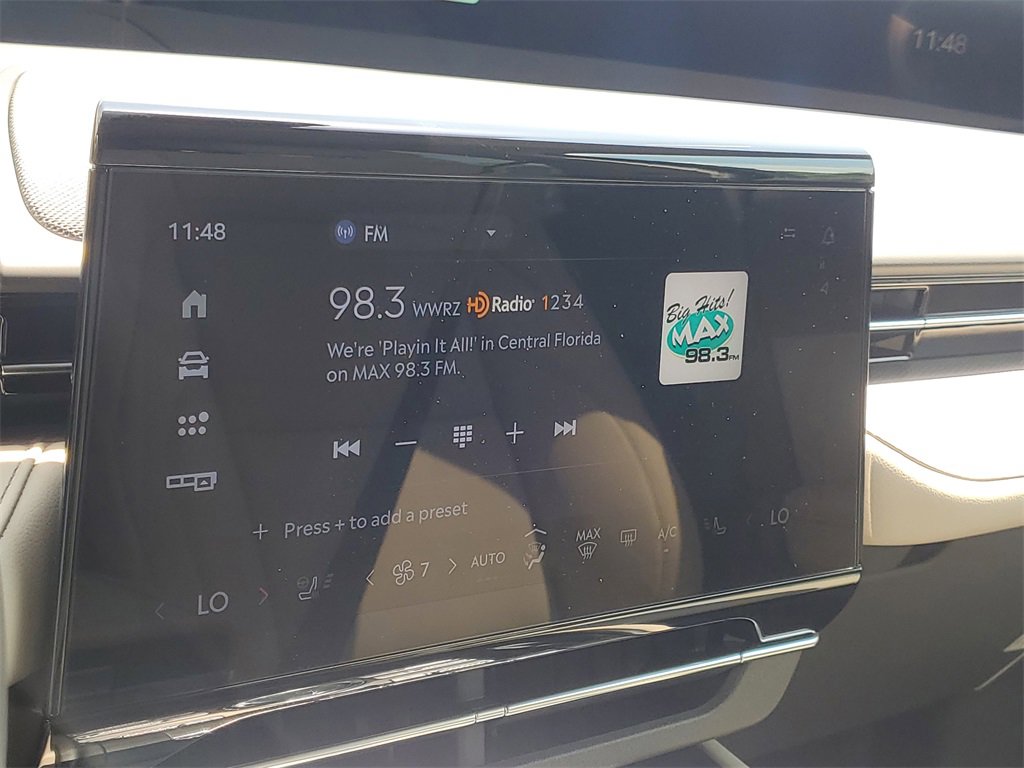 11:48
11:48
FM
98.3 WWRZ HD Radio 1234
We're 'Playin It All!' in Central Florida
on MAX 98.3 FM.
Big Hits!
MAX
98.3FM
+ Press + to add a preset
LO
7
AUTO
MAX
A/C
LO